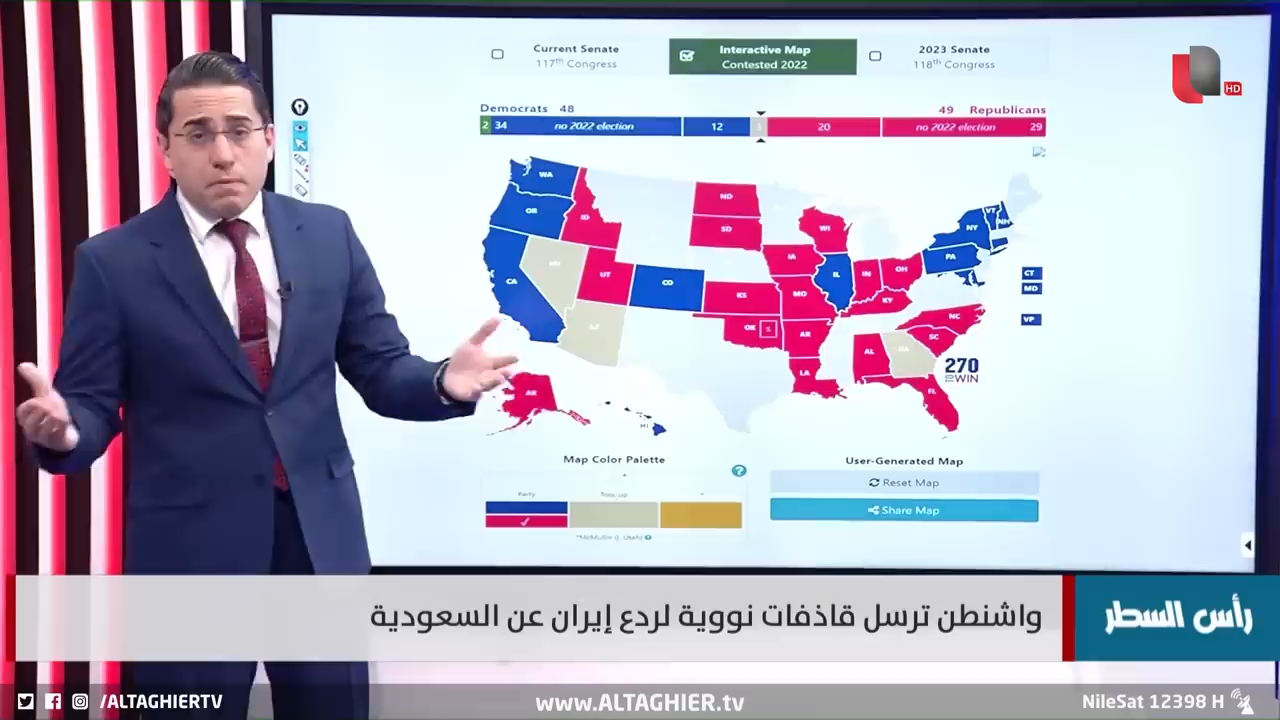 Current Senate
117th Congress
Interactive Map
Contested 2022
2023 Senate
118th Congress
HD
Democrats 48
49 Republicans
2 34 no 2022 election 12 20 no 2022 election 29
WA
OR
ID
CA
UT
CO
ND
SD
KS
OK
S
IA
MO
AR
LA
WI
IL
IN
OH
KY
NC
SC
AL
FL
NY
PA
VT
NH
CT
MD
VP
AK
HI
270
WIN
Map Color Palette
?
Party
User-Generated Map
Reset Map
Share Map
واشنطن ترسل قاذفات نووية لردع إيران عن السعودية
رأس السطر
/ALTAGHIERTV
www.ALTAGHIER.tv
NileSat 12398 H